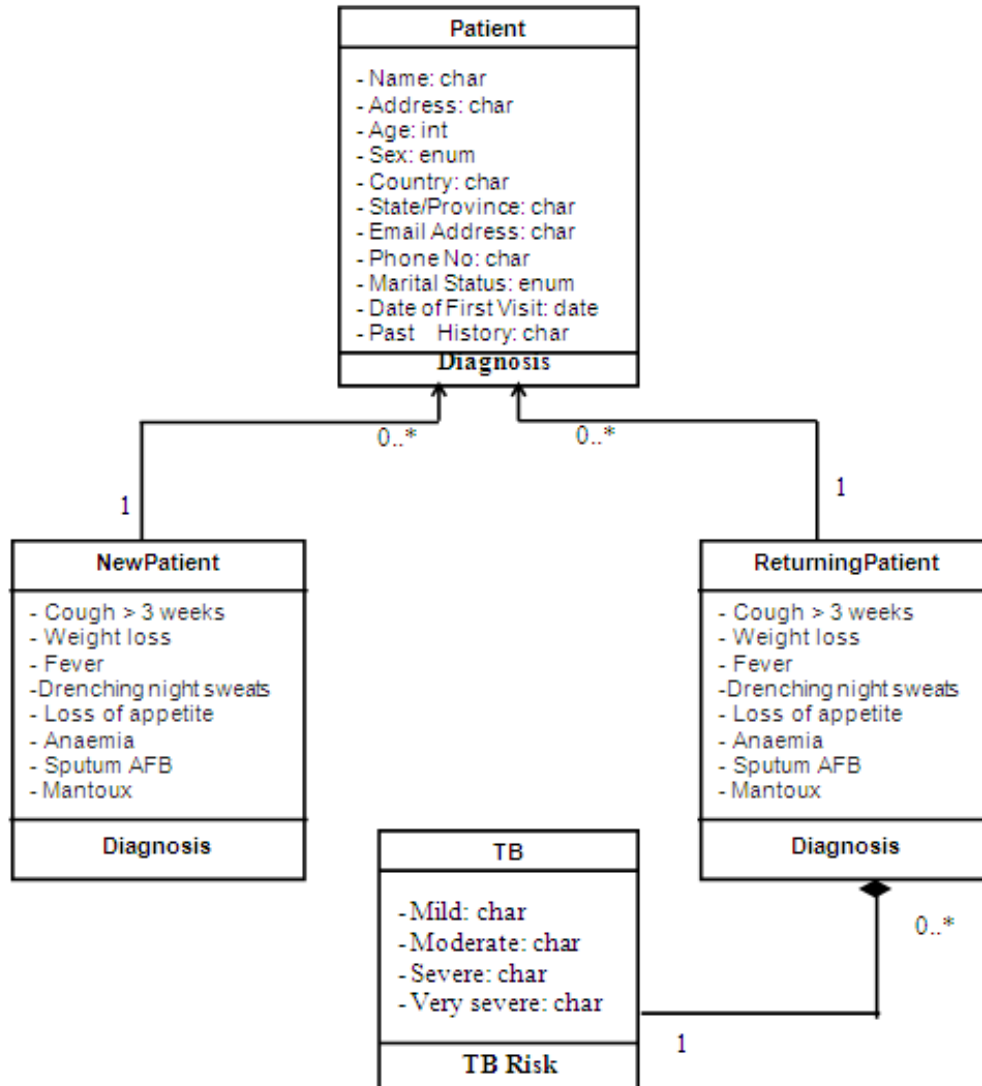 Patient
- Name: char
- Address: char
- Age: int
- Sex: enum
- Country: char
- State/Province: char
- Email Address: char
- Phone No: char
- Marital Status: enum
- Date of First Visit: date
- Past History: char
Diagnosis
0..*
0..*
1
1
NewPatient
- Cough > 3 weeks
- Weight loss
- Fever
-Drenching night sweats
- Loss of appetite
- Anaemia
- Sputum AFB
- Mantoux
Diagnosis
ReturningPatient
- Cough > 3 weeks
- Weight loss
- Fever
-Drenching night sweats
- Loss of appetite
- Anaemia
- Sputum AFB
- Mantoux
Diagnosis
TB
-Mild: char
-Moderate: char
-Severe: char
-Very severe: char
TB Risk
0..*
1